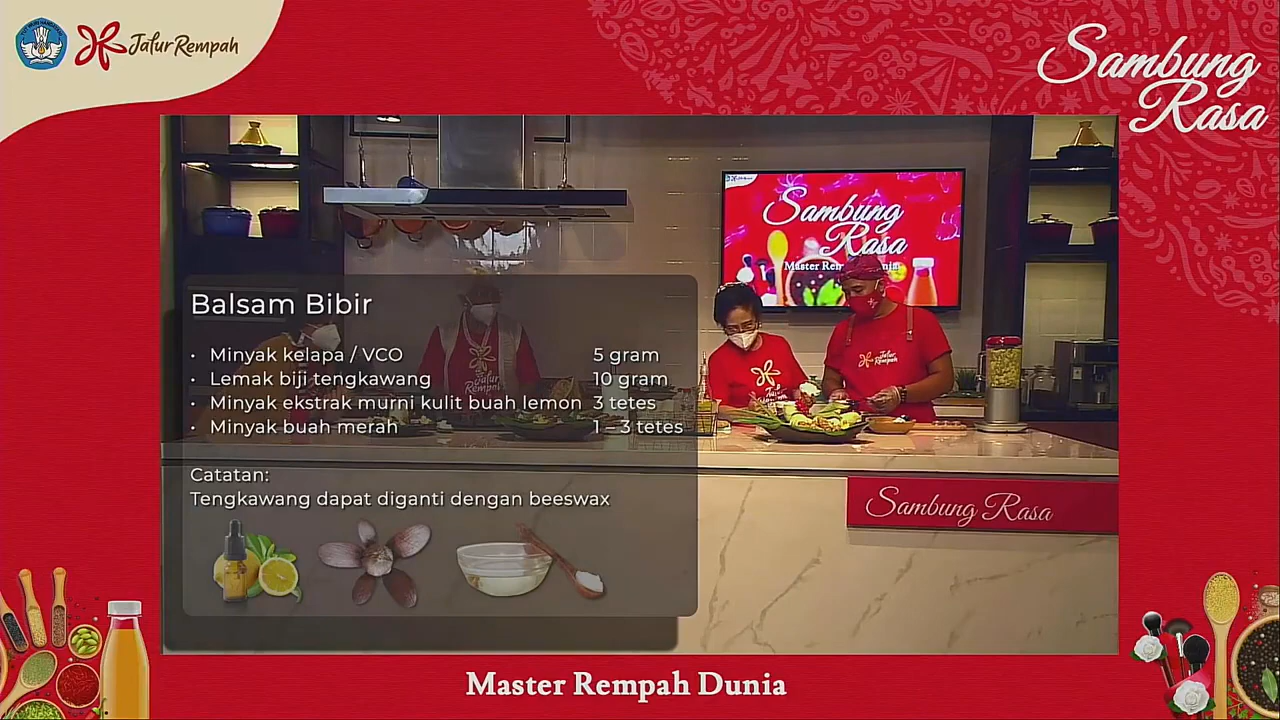 Jalur Rempah
Sambung
Rasa
Sambung
Rasa
Balsam Bibir
• Minyak kelapa / VCO 5 gram
• Lemak biji tengkawang 10 gram
• Minyak ekstrak murni kulit buah lemon 3 tetes
• Minyak buah merah 1 – 3 tetes
Catatan:
Tengkawang dapat diganti dengan beeswax
Jalur
Rempah
Sambung Rasa
Master Rempah Dunia